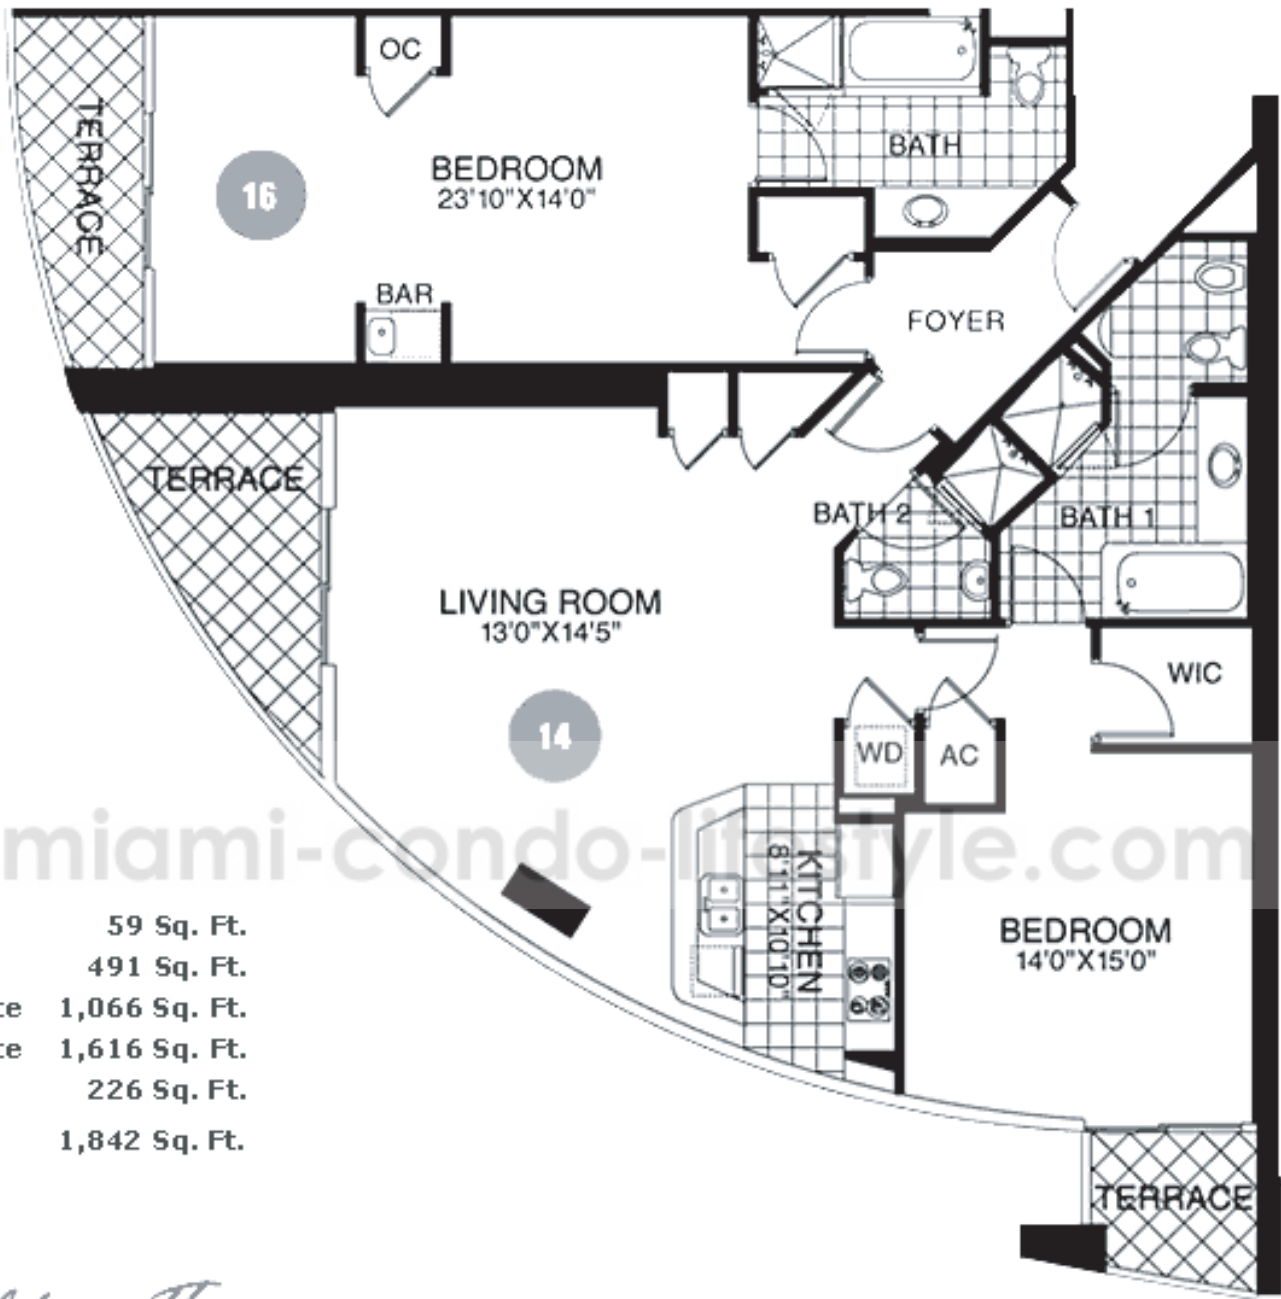 OC
TERRACE
BATH
BEDROOM
23'10"X14'0"
16
BAR
FOYER
TERRACE
BATH 2
BATH 1
LIVING ROOM
13'0"X14'5"
WIC
14
WD
AC
miami-condo-lifestyle.com
KITCHEN
8'11"X10'10"
BEDROOM
14'0"X15'0"
59 Sq. Ft.
491 Sq. Ft.
1,066 Sq. Ft.
1,616 Sq. Ft.
226 Sq. Ft.
1,842 Sq. Ft.
TERRACE